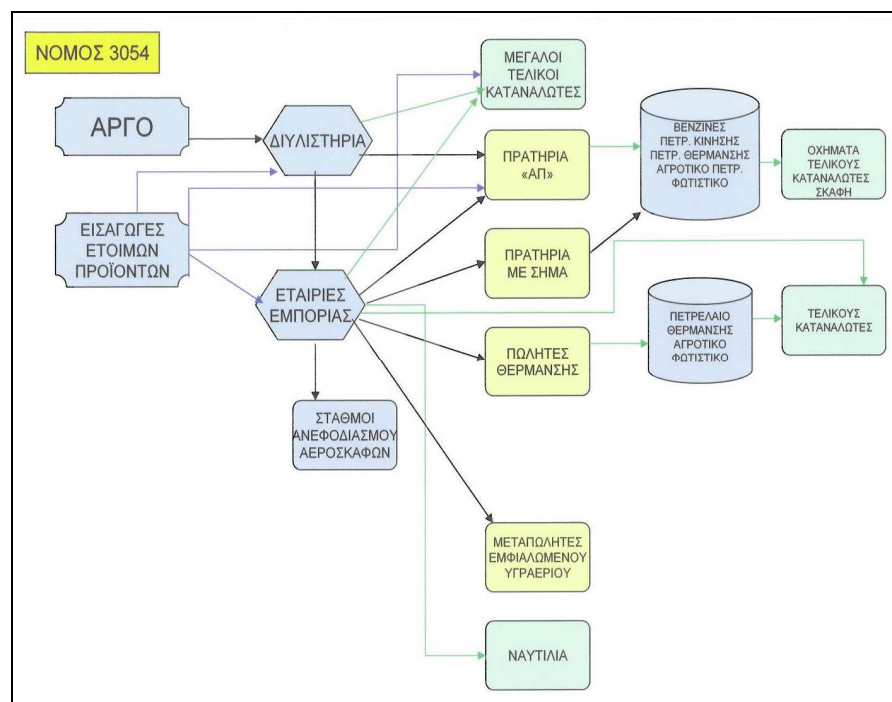 ΝΟΜΟΣ 3054
ΜΕΓΑΛΟΙ
ΤΕΛΙΚΟΙ
ΚΑΤΑΝΑΛΩΤΕΣ
ΑΡΓΟ
ΔΙΥΛΙΣΤΗΡΙΑ
ΠΡΑΤΗΡΙΑ
«ΑΠ»
ΒΕΝΖΙΝΕΣ
ΠΕΤΡ. ΚΙΝΗΣΗΣ
ΠΕΤΡ. ΘΕΡΜΑΝΣΗΣ
ΑΓΡΟΤΙΚΟ ΠΕΤΡ.
ΦΩΤΙΣΤΙΚΟ
ΟΧΗΜΑΤΑ
ΤΕΛΙΚΟΥΣ
ΚΑΤΑΝΑΛΩΤΕΣ
ΣΚΑΦΗ
ΕΙΣΑΓΩΓΕΣ
ΕΤΟΙΜΩΝ
ΠΡΟΪΟΝΤΩΝ
ΕΤΑΙΡΙΕΣ
ΕΜΠΟΡΙΑΣ
ΠΡΑΤΗΡΙΑ
ΜΕ ΣΗΜΑ
ΠΕΤΡΕΛΑΙΟ
ΘΕΡΜΑΝΣΗΣ
ΑΓΡΟΤΙΚΟ
ΦΩΤΙΣΤΙΚΟ
ΤΕΛΙΚΟΥΣ
ΚΑΤΑΝΑΛΩΤΕΣ
ΠΩΛΗΤΕΣ
ΘΕΡΜΑΝΣΗΣ
ΣΤΑΘΜΟΙ
ΑΝΕΦΟΔΙΑΣΜΟΥ
ΑΕΡΟΣΚΑΦΩΝ
ΜΕΤΑΠΩΛΗΤΕΣ
ΕΜΦΙΑΛΩΜΕΝΟΥ
ΥΓΡΑΕΡΙΟΥ
ΝΑΥΤΙΛΙΑ